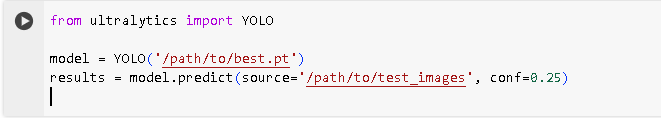 from ultralytics import YOLO
model = YOLO('/path/to/best.pt')
results = model.predict(source='/path/to/test_images', conf=0.25)